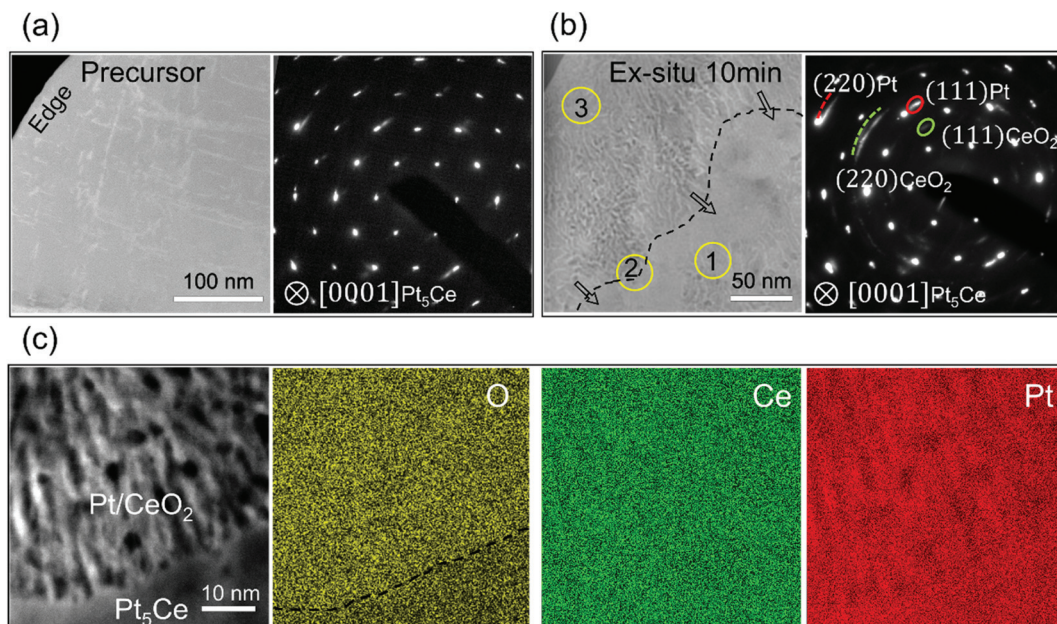 (a)
(b)
Edge
Precursor
100 nm
⊗ [0001]Pt₅Ce
Ex-situ 10min
3
2
1
50 nm
(220)Pt
(111)Pt
(111)CeO₂
(220)CeO₂
⊗ [0001]Pt₅Ce
(c)
Pt/CeO₂
Pt₅Ce
10 nm
O
Ce
Pt